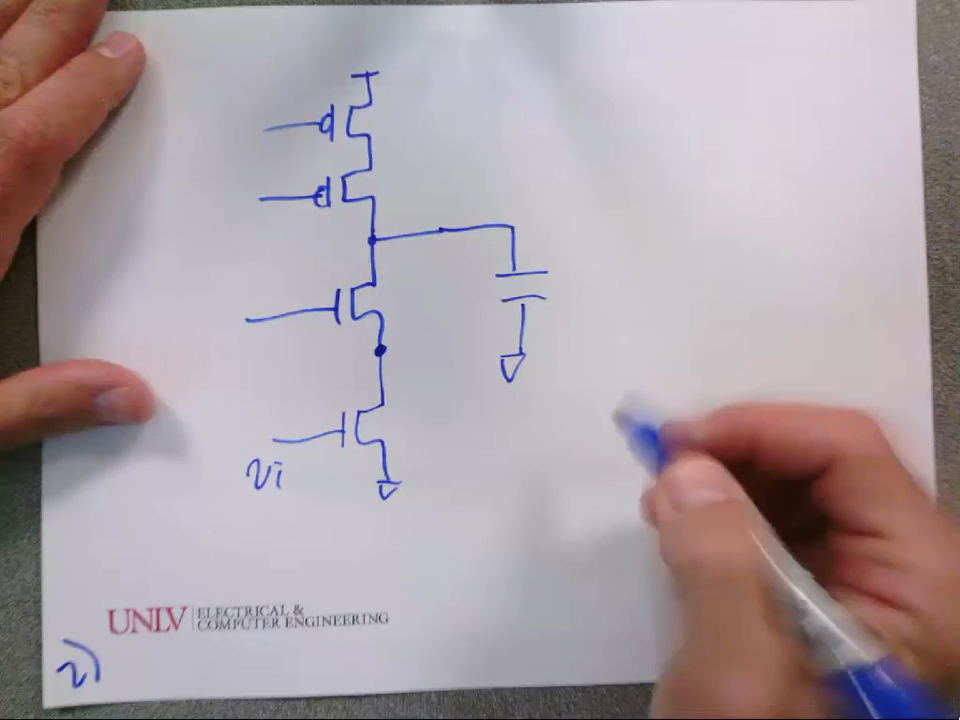 vi
UNLV | ELECTRICAL &
COMPUTER ENGINEERING
2)